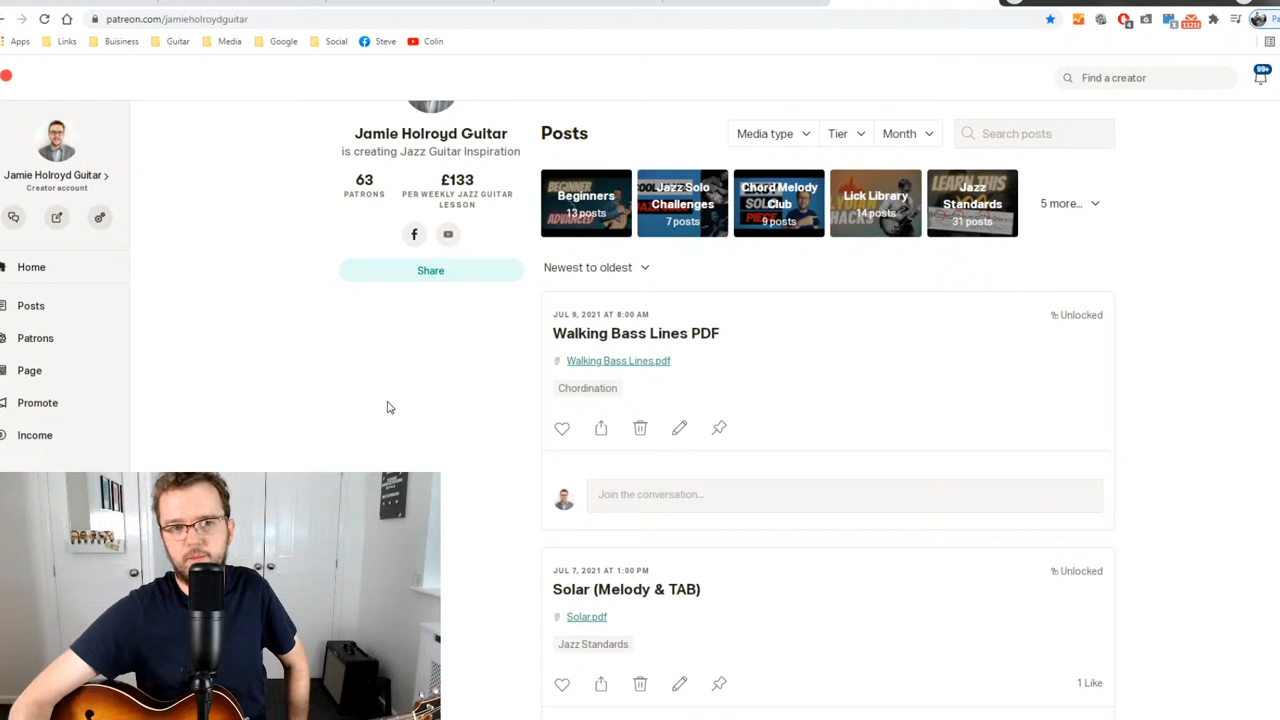 patreon.com/jamieholroydguitar
Apps Links Buisiness Guitar Media Google Social Steve Colin
Find a creator
99+
Jamie Holroyd Guitar
Creator account
Home
Posts
Patrons
Page
Promote
Income
Jamie Holroyd Guitar
is creating Jazz Guitar Inspiration
63
PATRONS
£133
PER WEEKLY JAZZ GUITAR
LESSON
Share
Posts
Media type Tier Month Search posts
Beginners
13 posts
Jazz Solo
Challenges
7 posts
Chord Melody
Club
9 posts
Lick Library
14 posts
Jazz
Standards
31 posts
5 more...
Newest to oldest
JUL 9, 2021 AT 8:00 AM
Unlocked
Walking Bass Lines PDF
Walking Bass Lines.pdf
Chordination
Join the conversation...
JUL 7, 2021 AT 1:00 PM
Unlocked
Solar (Melody & TAB)
Solar.pdf
Jazz Standards
1 Like